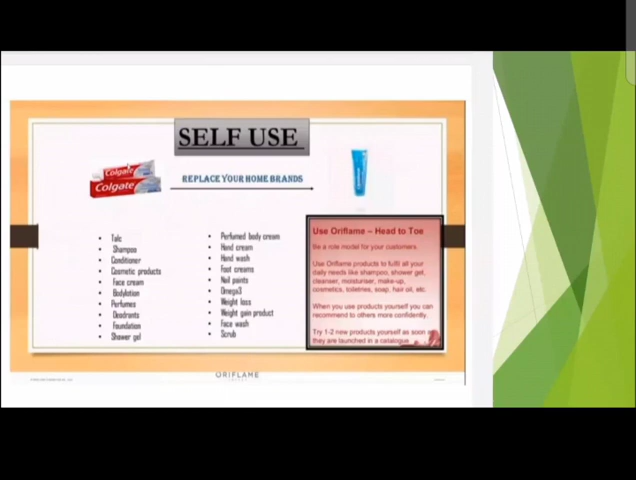 SELF USE
Colgate
Colgate
REPLACE YOUR HOME BRANDS
Talc
Shampoo
Conditioner
Cosmetic products
Face cream
Bodylotion
Perfumes
Deodrants
Foundation
Shower gel
Perfumed body cream
Hand cream
Hand wash
Foot creams
Nail paints
Omega3
Weight loss
Weight gain product
Face wash
Scrub
Use Oriflame – Head to Toe
Be a role model for your customers.
Use Oriflame products to fulfil all your
daily needs like shampoo, shower gel,
cleanser, moisturiser, make-up,
cosmetics, toiletries, soap, hair oil, etc.
When you use products yourself you can
recommend to others more confidently.
Try 1-2 new products yourself as soon as
they are launched in a catalogue
ORIFLAME